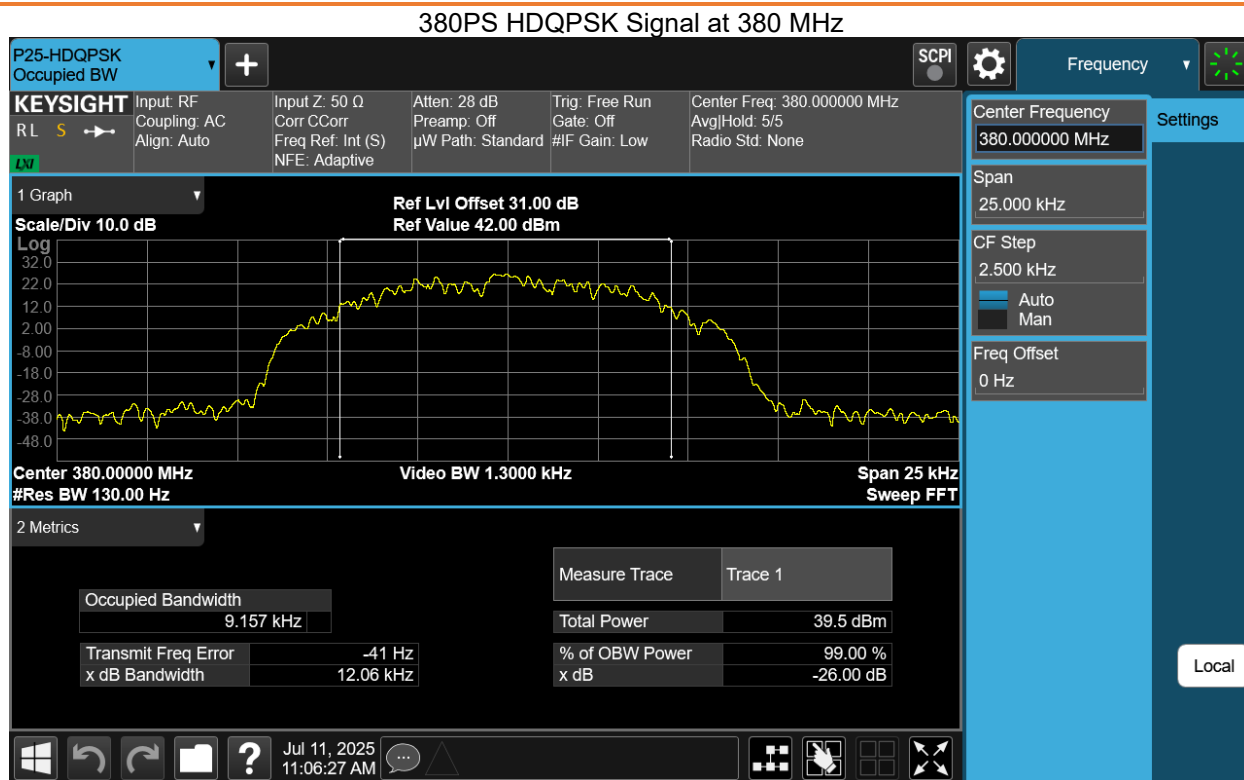 380PS HDQPSK Signal at 380 MHz
P25-HDQPSK
Occupied BW
+
SCPI
Frequency
KEYSIGHT
RL S
LXI
Input: RF
Coupling: AC
Align: Auto
Input Z: 50 Ω
Corr CCorr
Freq Ref: Int (S)
NFE: Adaptive
Atten: 28 dB
Preamp: Off
µW Path: Standard
Trig: Free Run
Gate: Off
#IF Gain: Low
Center Freq: 380.000000 MHz
Avg|Hold: 5/5
Radio Std: None
Center Frequency
380.000000 MHz
Settings
Span
25.000 kHz
CF Step
2.500 kHz
Auto
Man
Freq Offset
0 Hz
Local
1 Graph
Scale/Div 10.0 dB
Ref Lvl Offset 31.00 dB
Ref Value 42.00 dBm
Log
32.0
22.0
12.0
2.00
-8.00
-18.0
-28.0
-38.0
-48.0
Center 380.00000 MHz
#Res BW 130.00 Hz
Video BW 1.3000 kHz
Span 25 kHz
Sweep FFT
2 Metrics
Measure Trace Trace 1
Occupied Bandwidth
9.157 kHz
Total Power 39.5 dBm
Transmit Freq Error -41 Hz
% of OBW Power 99.00 %
x dB Bandwidth 12.06 kHz
x dB -26.00 dB
?
Jul 11, 2025
11:06:27 AM